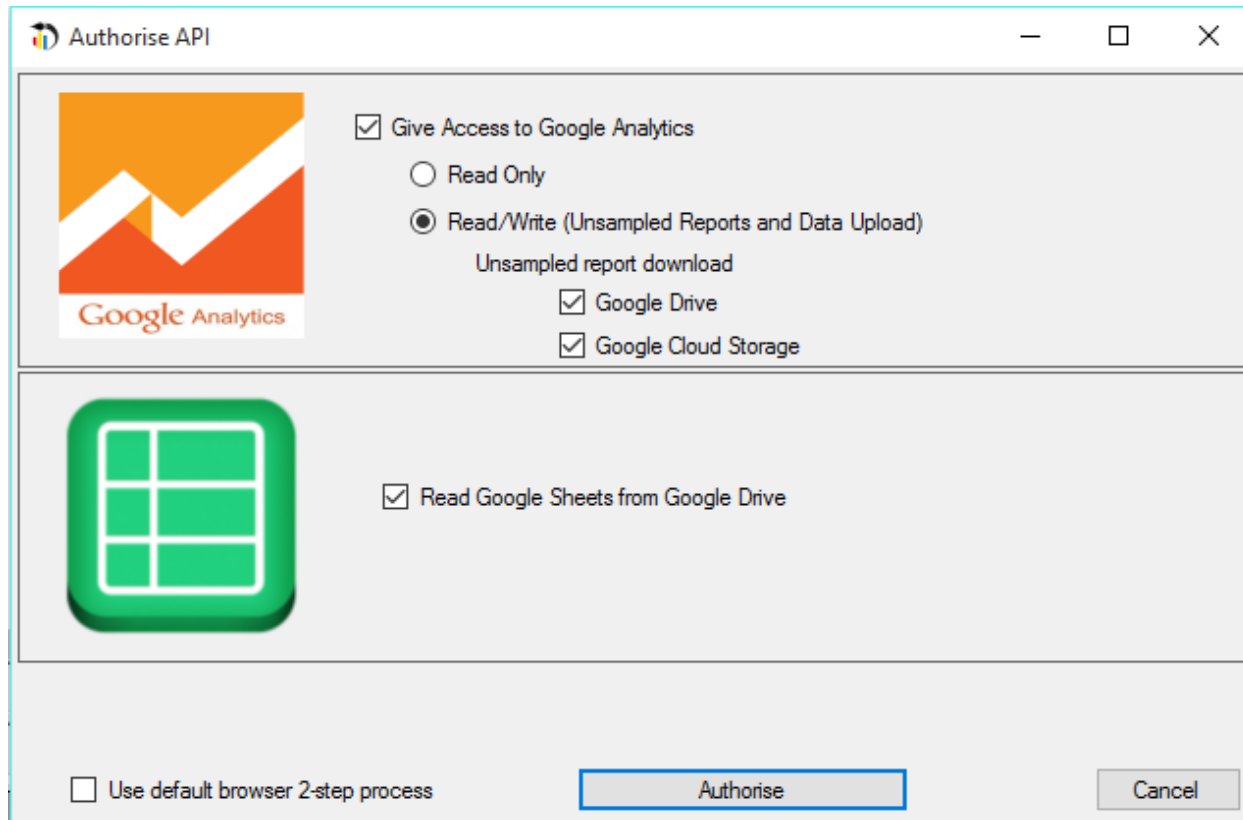 Authorise API
Give Access to Google Analytics
Read Only
Read/Write (Unsampled Reports and Data Upload)
Unsampled report download
Google Drive
Google Cloud Storage
Google Analytics
Read Google Sheets from Google Drive
Use default browser 2-step process
Authorise
Cancel